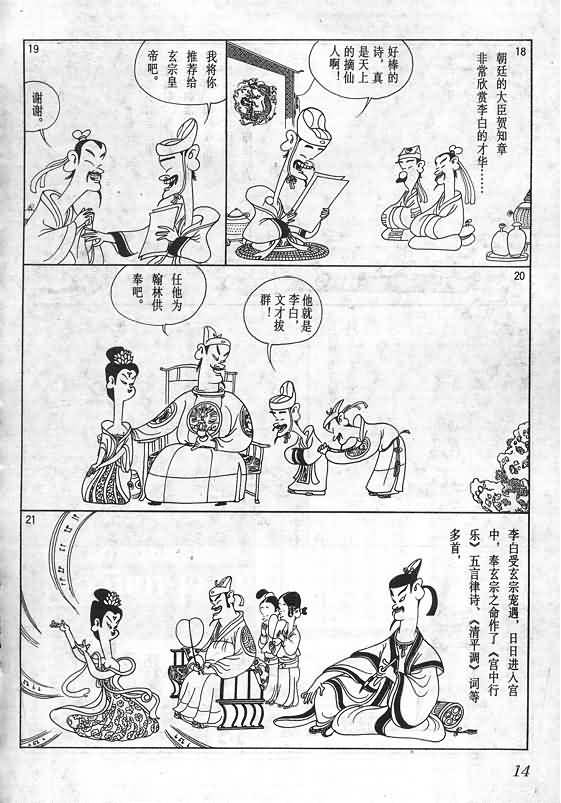 18
朝廷的大臣贺知章
非常欣赏李白的才华……
好棒的
诗，真
是天上
的摘仙
人啊！
19
我将你
推荐给
玄宗皇
帝吧。
谢谢。
20
他就是
李白，
文才拔
群！
任他为
翰林供
奉吧。
21
李白受玄宗宠遇，日日进入宫
中，奉玄宗之命作了《宫中行
乐》五言律诗、《清平调》词等
多首，
14